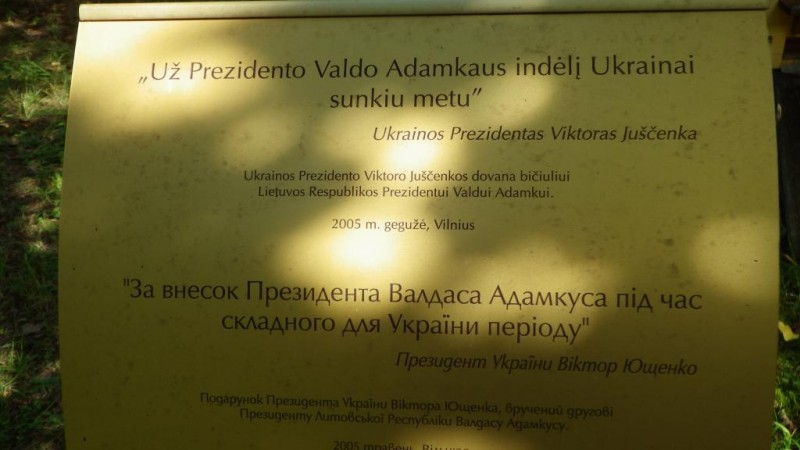 „Už Prezidento Valdo Adamkaus indėlį Ukrainai
sunkiu metu”
Ukrainos Prezidentas Viktoras Juščenka
Ukrainos Prezidento Viktoro Juščenkos dovana bičiuliui
Lietuvos Respublikos Prezidentui Valdui Adamkui.
2005 m. gegužė, Vilnius
"За внесок Президента Валдаса Адамкуса під час
складного для України періоду"
Президент України Віктор Ющенко
Подарунок Президента України Віктора Ющенка, вручений другові
Президенту Литовської Республіки Валдасу Адамкусу.
2005 травень,